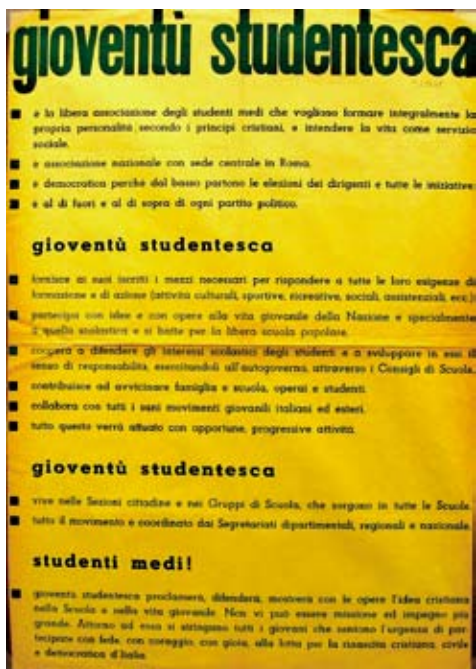 gioventù studentesca
e la libera associazione degli studenti medi che vogliono formare integralmente la
propria personalità secondo i principi cristiani, e intendere la vita come servizio
sociale.
e associazione nazionale con sede centrale in Roma.
e democratica perchè dal basso partono le elezioni dei dirigenti e tutte le iniziative
e al di fuori e al di sopra di ogni partito politico.
gioventù studentesca
fornisce ai suoi iscritti i mezzi necessari per rispondere a tutte le loro esigenze di
formazione e di azione (attività culturali, sportive, ricreative, sociali, assistenziali, ecc.)
partecipa con idee e con opere alla vita giovanile della Nazione e specialmente
a quella scolastica e si batte per la libera scuola popolare.
coopera a difendere gli interessi scolastici degli studenti e a sviluppare in essi il
senso di responsabilità, esercitandoli all'autogoverno, attraverso i Consigli di Scuola.
contribuisce ad avvicinare famiglia e scuola, operai e studenti.
collabora con tutti i sani movimenti giovanili italiani ed esteri.
tutto questo verrà attuato con opportune, progressive attività.
gioventù studentesca
vive nelle Sezioni cittadine e nei Gruppi di Scuola, che sorgono in tutte le Scuole.
tutto il movimento e coordinato dai Segretariati dipartimentali, regionali e nazionale
studenti medi!
gioventù studentesca proclamerà, difenderà, mostrerà con le opere l'idea cristiana
nella Scuola e nella vita giovanile. Non vi può essere missione ed impegno più
grande. Attorno ad essa si stringano tutti i giovani che sentono l'urgenza di par-
tecipare con fede, con coraggio, con gioia, alla lotta per la rinascita cristiana, civile
e democratica d'Italia.